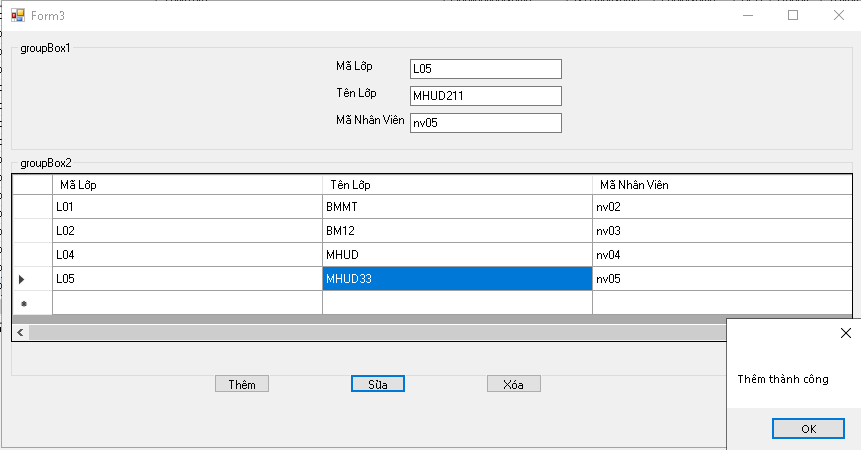 Form3
groupBox1
Mã Lớp L05
Tên Lớp MHUD211
Mã Nhân Viên nv05
groupBox2
Mã Lớp Tên Lớp Mã Nhân Viên
L01 BMMT nv02
L02 BM12 nv03
L04 MHUD nv04
L05 MHUD33 nv05
Thêm Sửa Xóa
Thêm thành công
OK